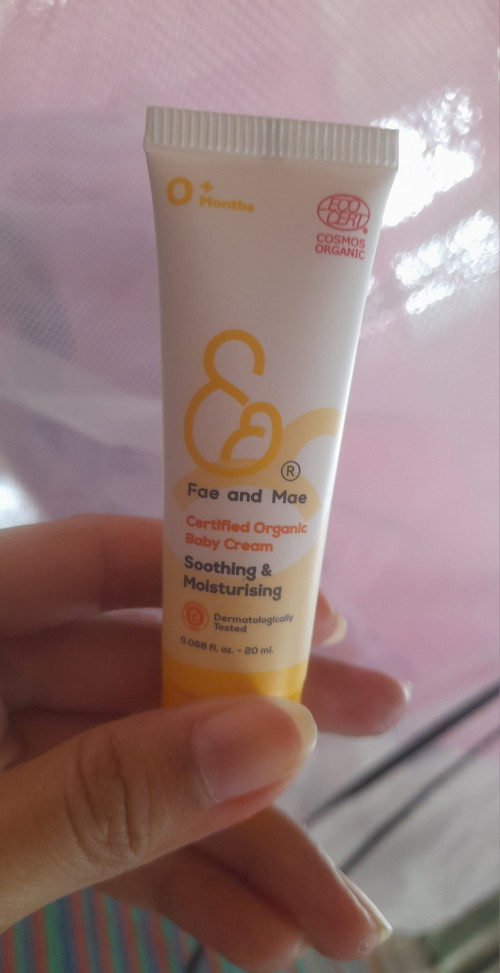 0+
Months
ECO
CERT
COSMOS
ORGANIC
®
Fae and Mae
Certified Organic
Baby Cream
Soothing &
Moisturising
Dermatologically
Tested
0.068 fl. oz. - 20 ml.